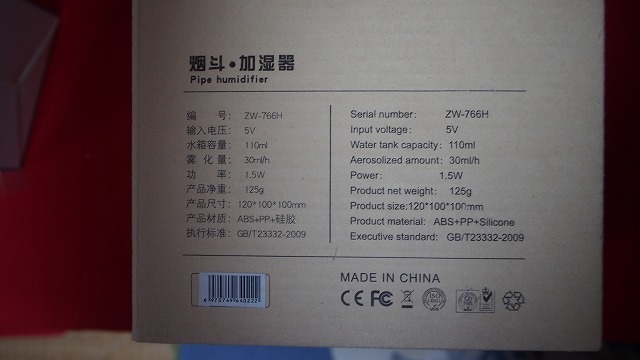 烟斗·加湿器
Pipe humidifier
编 号: ZW-766H
输入电压: 5V
水箱容量: 110ml
雾化量: 30ml/h
功 率: 1.5W
产品净重: 125g
产品尺寸: 120*100*100mm
产品材质: ABS+PP+硅胶
执行标准: GB/T23332-2009
Serial number: ZW-766H
Input voltage: 5V
Water tank capacity: 110ml
Aerosolized amount: 30ml/h
Power: 1.5W
Product net weight: 125g
Product size:120*100*100mm
Product material: ABS+PP+Silicone
Executive standard: GB/T23332-2009
MADE IN CHINA
CE FC
ISO
6970749640222